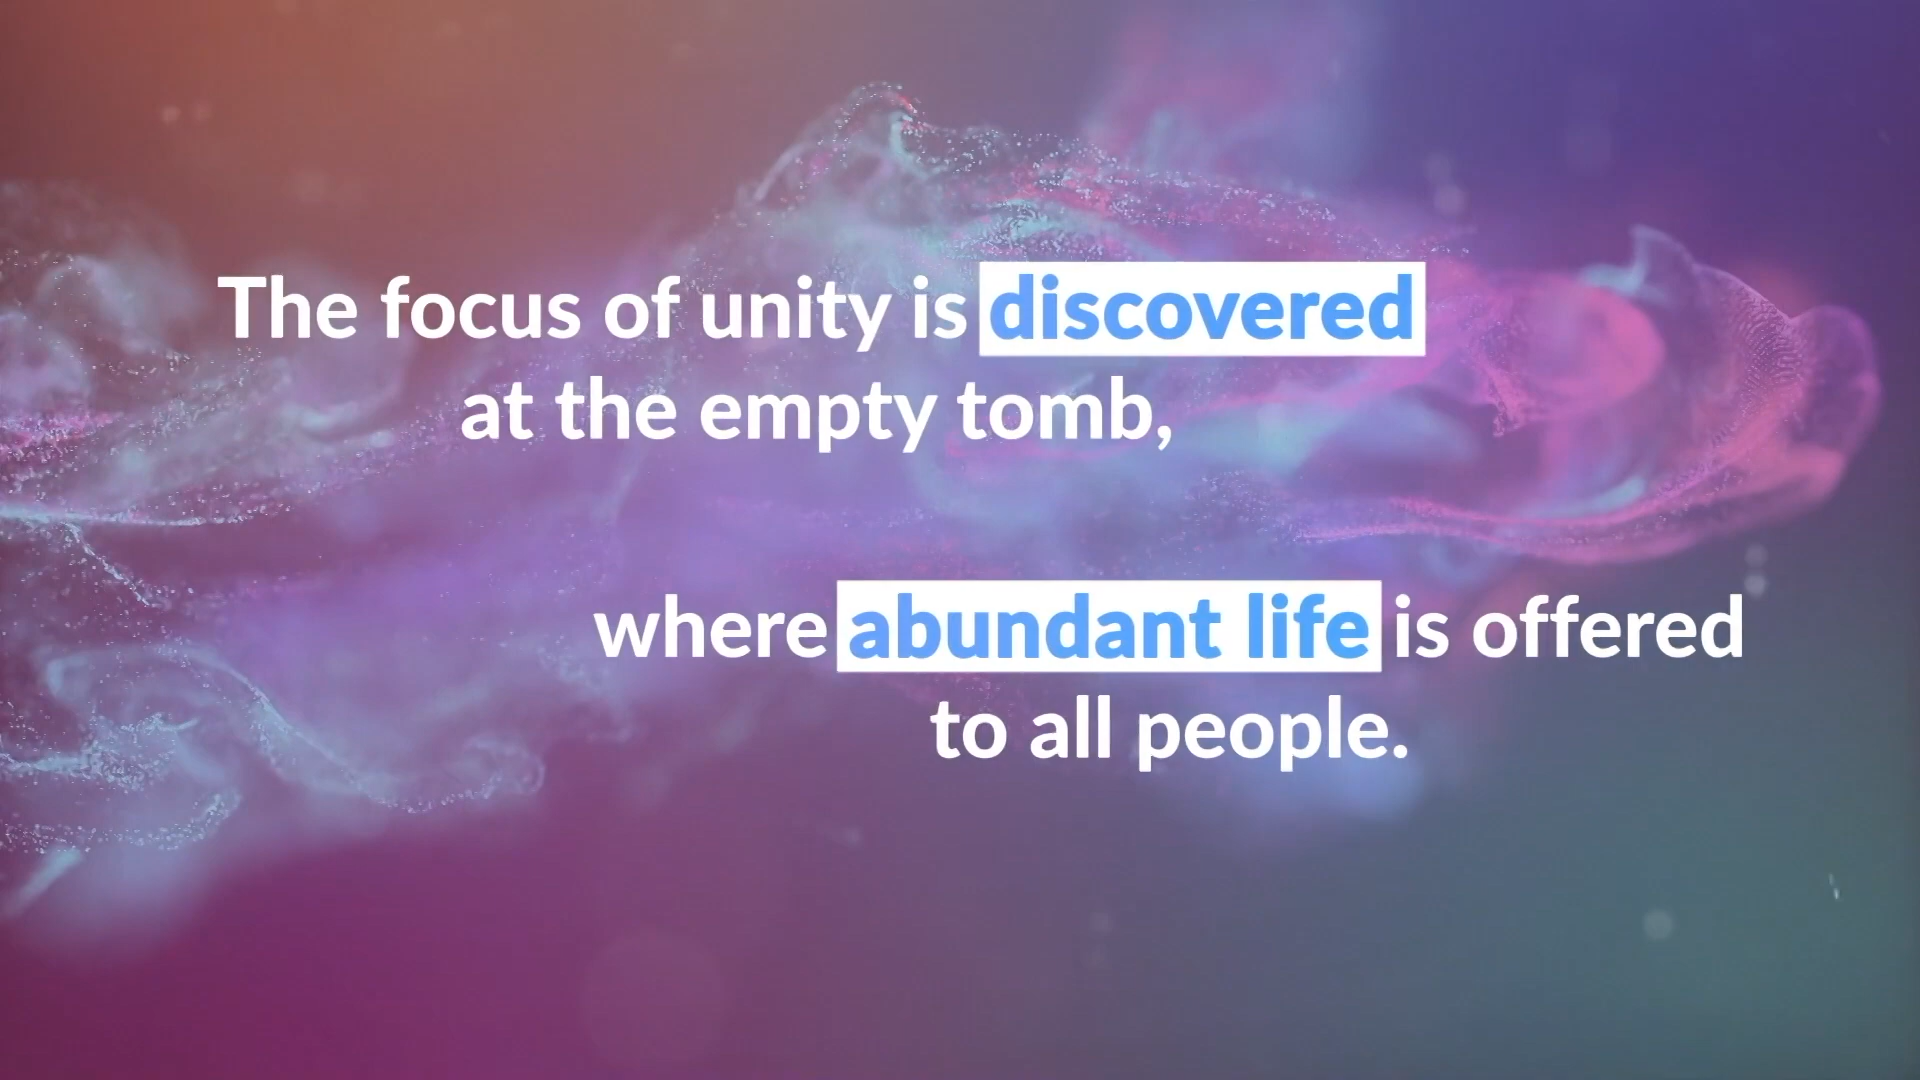 The focus of unity is discovered
at the empty tomb,
where abundant life is offered
to all people.